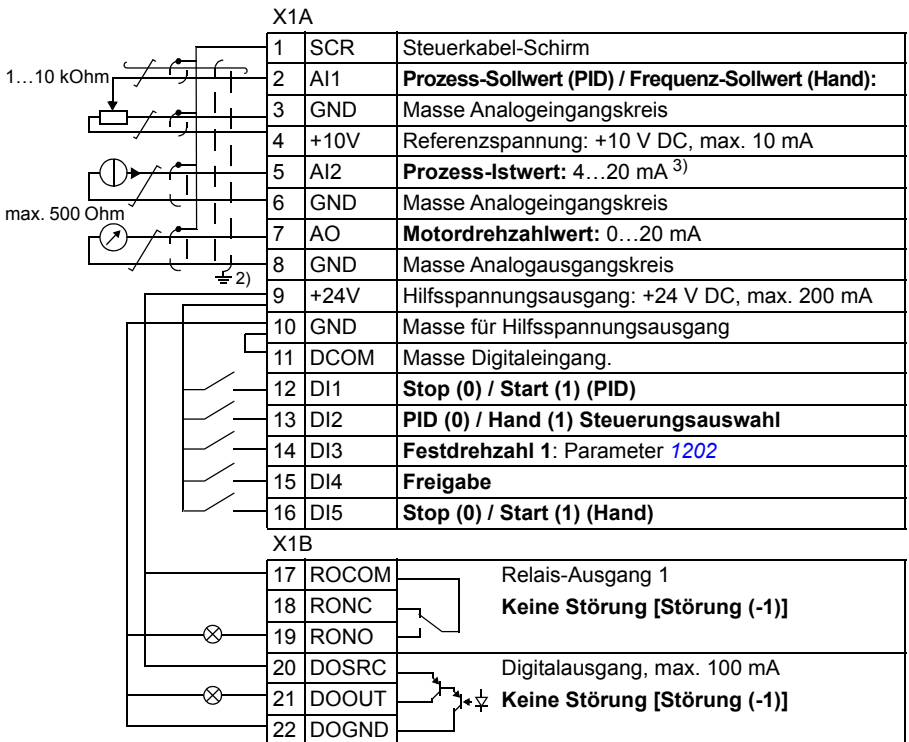 X1A
1 SCR Steuerkabel-Schirm
1…10 kOhm
2 AI1 Prozess-Sollwert (PID) / Frequenz-Sollwert (Hand):
3 GND Masse Analogeingangskreis
4 +10V Referenzspannung: +10 V DC, max. 10 mA
5 AI2 Prozess-Istwert: 4…20 mA 3)
6 GND Masse Analogeingangskreis
max. 500 Ohm
7 AO Motordrehzahlwert: 0…20 mA
8 GND Masse Analogausgangskreis
2)
9 +24V Hilfsspannungsausgang: +24 V DC, max. 200 mA
10 GND Masse für Hilfsspannungsausgang
11 DCOM Masse Digitaleingang.
12 DI1 Stop (0) / Start (1) (PID)
13 DI2 PID (0) / Hand (1) Steuerungsauswahl
14 DI3 Festdrehzahl 1: Parameter 1202
15 DI4 Freigabe
16 DI5 Stop (0) / Start (1) (Hand)
X1B
17 ROCOM Relais-Ausgang 1
18 RONC Keine Störung [Störung (-1)]
19 RONO
20 DOSRC Digitalausgang, max. 100 mA
21 DOOUT Keine Störung [Störung (-1)]
22 DOGND